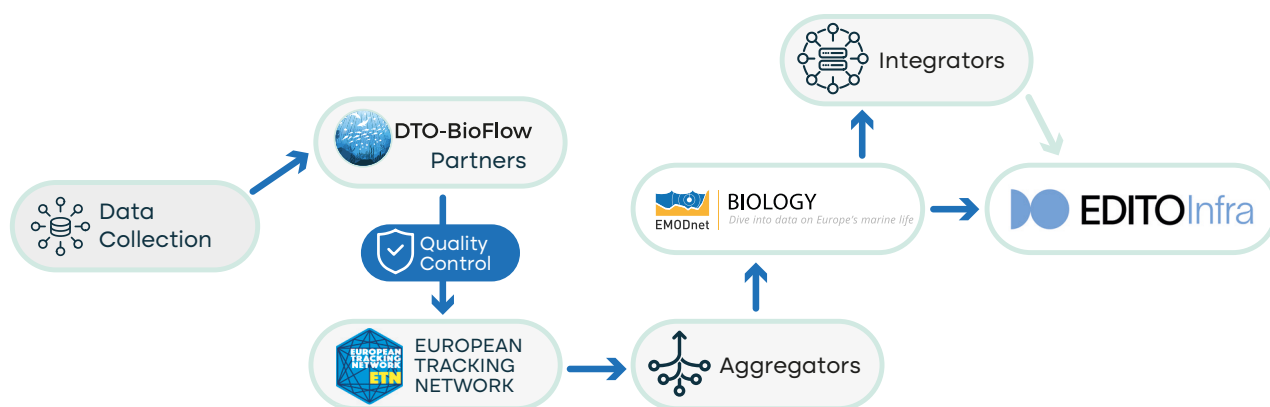 Data
Collection
DTO-BioFlow
Partners
Quality
Control
EUROPEAN
TRACKING
NETWORK
ETN
EUROPEAN
TRACKING
NETWORK
Aggregators
EMODnet
BIOLOGY
Dive into data on Europe's marine life
Integrators
EDITOInfra